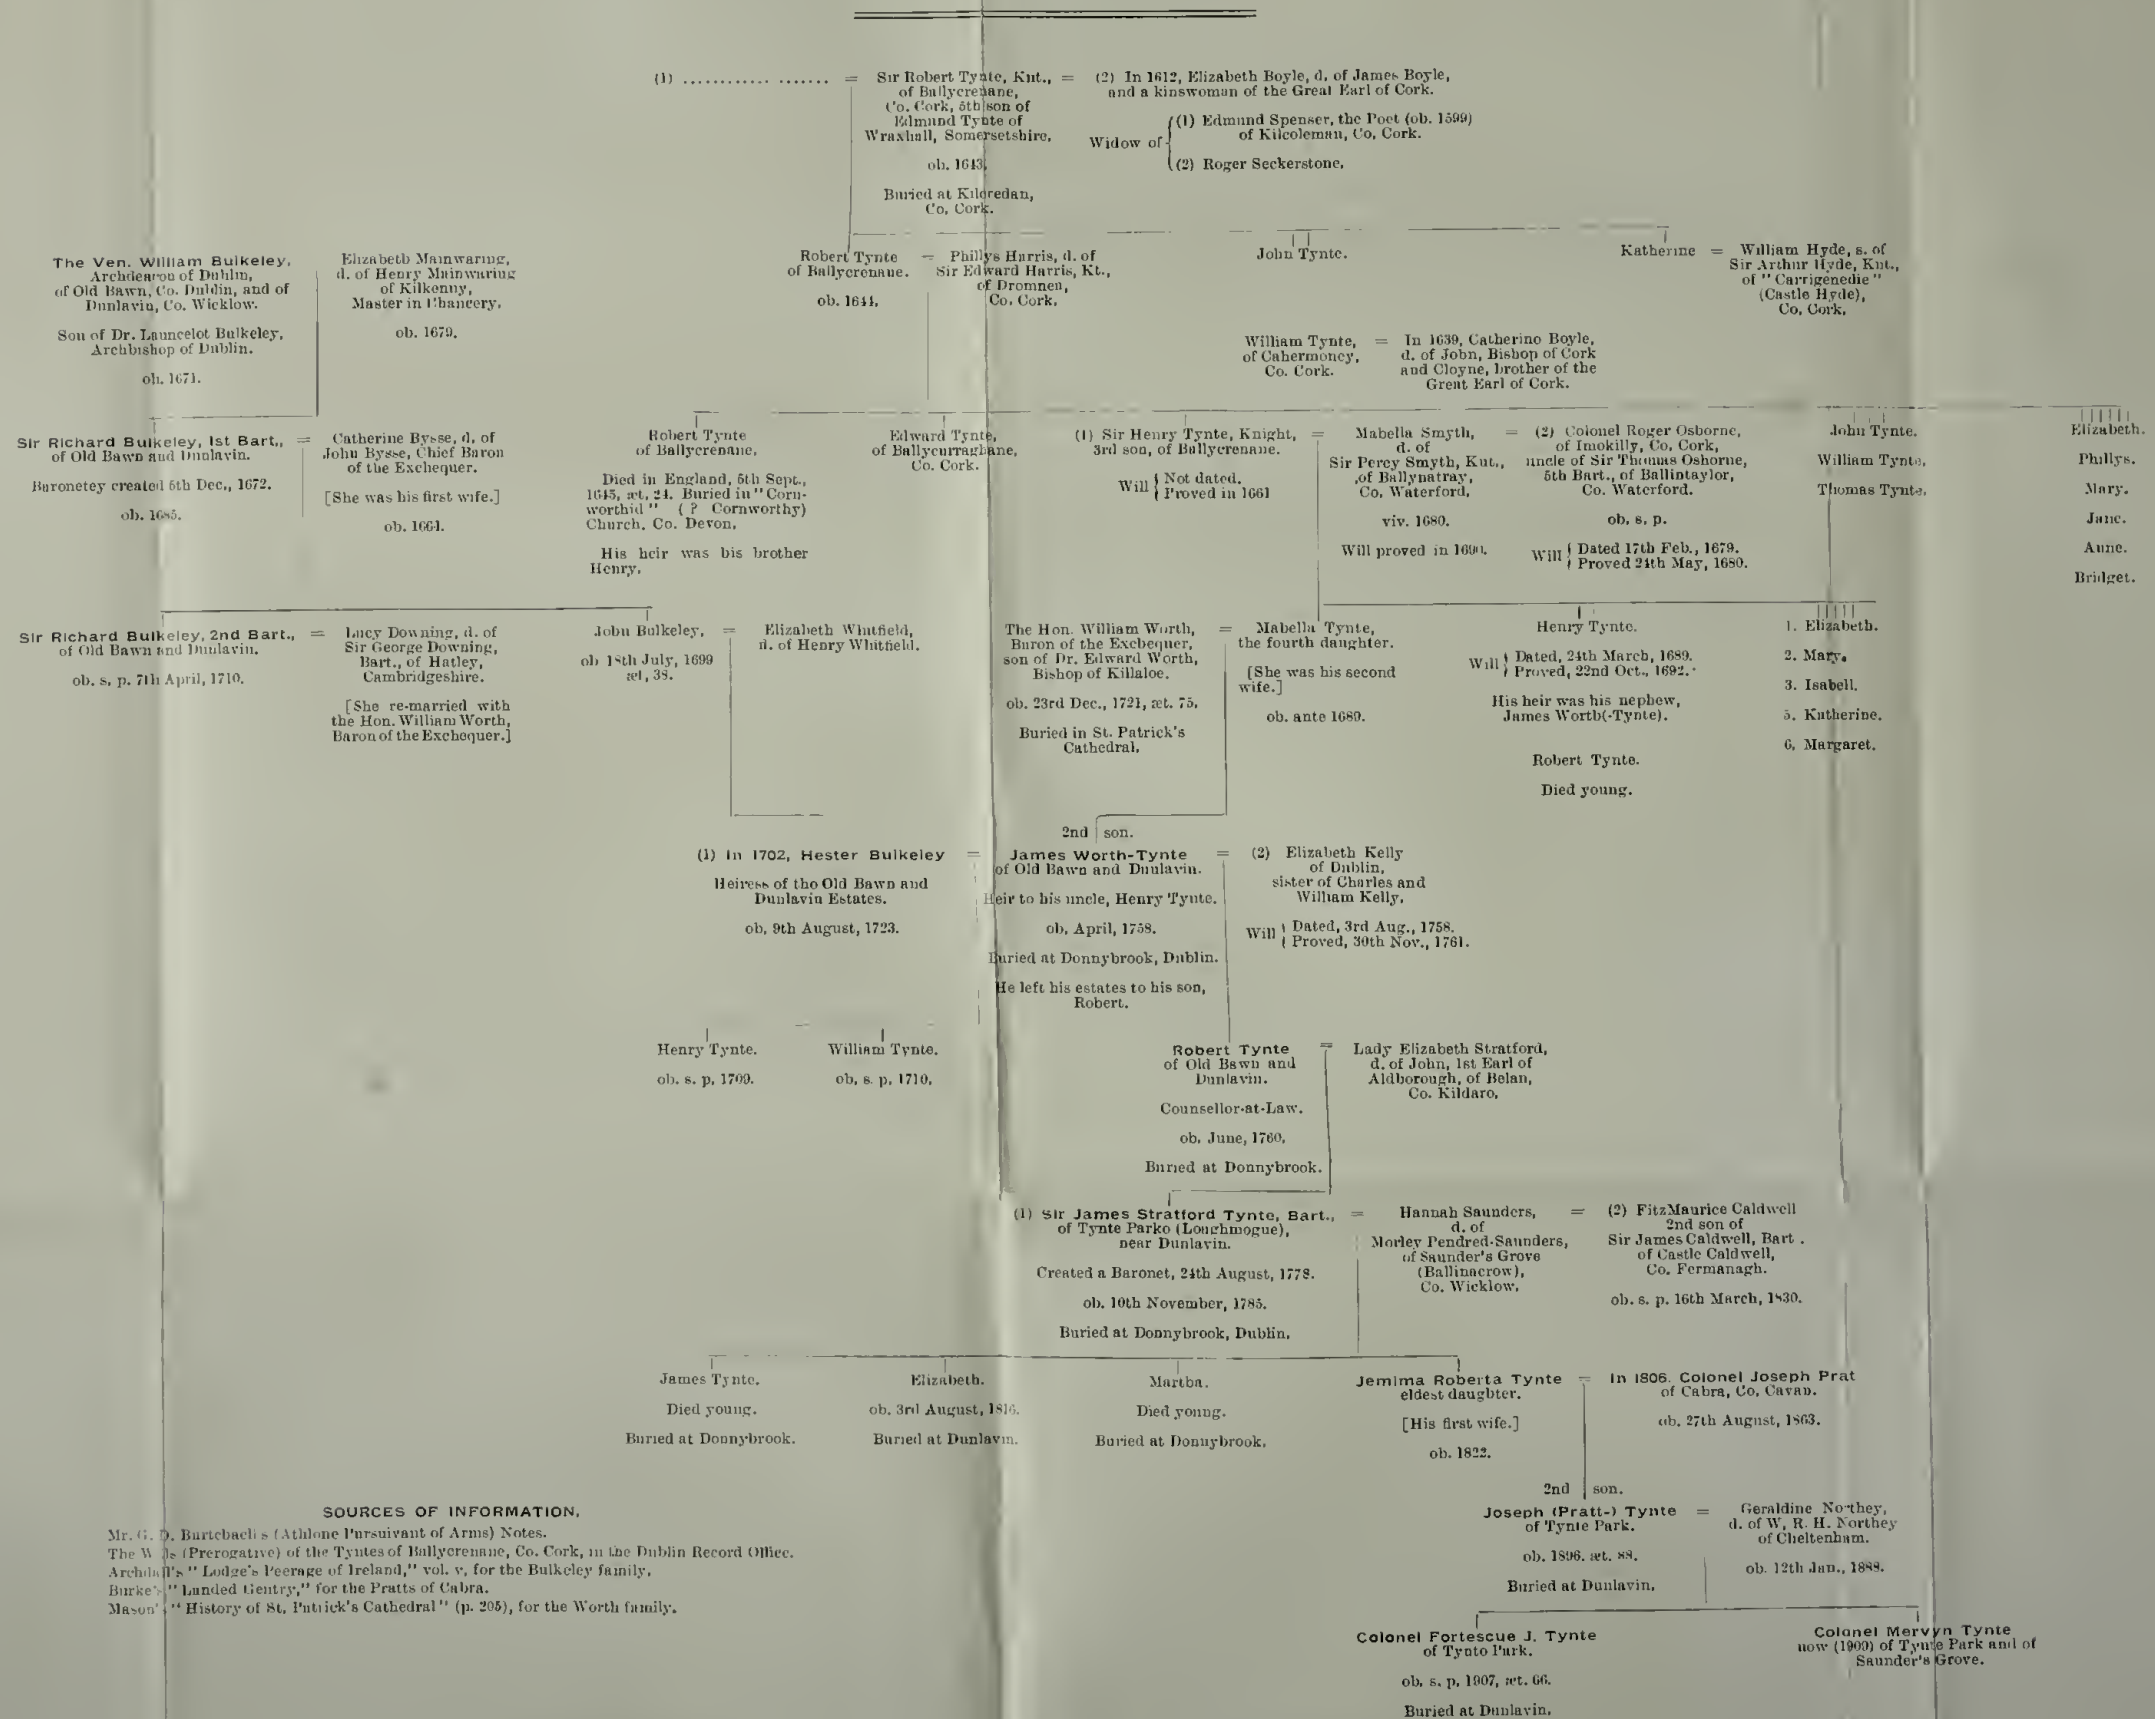 (1) ............ ....... = Sir Robert Tynte, Knt., = (2) In 1612, Elizabeth Boyle, d. of James Boyle,
of Ballycrenane,
Co. Cork, 5th son of
Edmund Tynte of
Wraxhall, Somersetshire.
ob. 1643.
Buried at Kilcredan,
Co. Cork.
and a kinswoman of the Great Earl of Cork.
Widow of
(1) Edmund Spenser, the Poet (ob. 1599)
of Kilcoleman, Co. Cork.
(2) Roger Seckerstone.
The Ven. William Bulkeley,
Archdeacon of Dublin,
of Old Bawn, Co. Dublin, and of
Dunlavin, Co. Wicklow.
Son of Dr. Launcelot Bulkeley,
Archbishop of Dublin.
ob. 1671.
Elizabeth Mainwaring,
d. of Henry Mainwaring
of Kilkenny,
Master in Chancery.
ob. 1679.
Robert Tynte
of Ballycrenane.
ob. 1644.
= Phillys Harris, d. of
Sir Edward Harris, Kt.,
of Dromnen,
Co. Cork.
John Tynte.
Katherine = William Hyde, s. of
Sir Arthur Hyde, Knt.,
of "Carrigenedie"
(Castle Hyde),
Co. Cork.
William Tynte,
of Cahermoney,
Co. Cork.
= In 1639, Catherine Boyle,
d. of John, Bishop of Cork
and Cloyne, brother of the
Great Earl of Cork.
Sir Richard Bulkeley, 1st Bart.,
of Old Bawn and Dunlavin.
Baronetcy created 6th Dec., 1672.
ob. 1685.
= Catherine Bysse, d. of
John Bysse, Chief Baron
of the Exchequer.
[She was his first wife.]
ob. 1664.
Robert Tynte
of Ballycrenane.
Died in England, 5th Sept.,
1645, æt. 24. Buried in "Corn-
worthid" (? Cornworthy)
Church, Co. Devon.
His heir was his brother
Henry.
Edward Tynte,
of Ballycurraghane,
Co. Cork.
(1) Sir Henry Tynte, Knight,
3rd son, of Ballycrenane.
Will { Not dated.
Proved in 1661
= Mabella Smyth,
d. of
Sir Percy Smyth, Knt.,
of Ballynatray,
Co. Waterford.
viv. 1680.
Will proved in 1690.
= (2) Colonel Roger Osborne,
of Imokilly, Co. Cork,
uncle of Sir Thomas Osborne,
5th Bart., of Ballintaylor,
Co. Waterford.
ob. s. p.
Will { Dated 17th Feb., 1679.
Proved 24th May, 1680.
John Tynte.
William Tynte.
Thomas Tynte.
Elizabeth.
Phillys.
Mary.
Jane.
Anne.
Bridget.
Sir Richard Bulkeley, 2nd Bart.,
of Old Bawn and Dunlavin.
ob. s. p. 7th April, 1710.
= Lucy Downing, d. of
Sir George Downing,
Bart., of Hatley,
Cambridgeshire.
[She re-married with
the Hon. William Worth,
Baron of the Exchequer.]
John Bulkeley,
ob 18th July, 1699
æt. 38.
= Elizabeth Whitfield,
d. of Henry Whitfield.
The Hon. William Worth,
Baron of the Exchequer,
son of Dr. Edward Worth,
Bishop of Killaloe.
ob. 23rd Dec., 1721, æt. 75.
Buried in St. Patrick's
Cathedral.
= Mabella Tynte,
the fourth daughter.
[She was his second
wife.]
ob. ante 1689.
Henry Tynte.
Will { Dated, 24th March, 1689.
Proved, 22nd Oct., 1692.
His heir was his nephew,
James Worth(-Tynte).
Robert Tynte.
Died young.
1. Elizabeth.
2. Mary.
3. Isabell.
5. Katherine.
6. Margaret.
2nd son.
(1) In 1702, Hester Bulkeley
Heiress of the Old Bawn and
Dunlavin Estates.
ob. 9th August, 1723.
= James Worth-Tynte
of Old Bawn and Dunlavin.
Heir to his uncle, Henry Tynte.
ob. April, 1758.
Buried at Donnybrook, Dublin.
He left his estates to his son,
Robert.
= (2) Elizabeth Kelly
of Dublin,
sister of Charles and
William Kelly.
Will { Dated, 3rd Aug., 1758.
Proved, 30th Nov., 1761.
Henry Tynte.
ob. s. p. 1709.
William Tynte.
ob. s. p. 1710.
Robert Tynte
of Old Bawn and
Dunlavin.
Counsellor-at-Law.
ob. June, 1760.
Buried at Donnybrook.
= Lady Elizabeth Stratford,
d. of John, 1st Earl of
Aldborough, of Belan,
Co. Kildare.
(1) Sir James Stratford Tynte, Bart.,
of Tynte Parke (Loughmogue),
near Dunlavin.
Created a Baronet, 24th August, 1778.
ob. 10th November, 1785.
Buried at Donnybrook, Dublin.
= Hannah Saunders,
d. of
Morley Pendred-Saunders,
of Saunder's Grove
(Ballinacrow),
Co. Wicklow.
= (2) FitzMaurice Caldwell
2nd son of
Sir James Caldwell, Bart.
of Castle Caldwell,
Co. Fermanagh.
ob. s. p. 16th March, 1830.
James Tynte.
Died young.
Buried at Donnybrook.
Elizabeth.
ob. 3rd August, 1816.
Buried at Dunlavin.
Martha.
Died young.
Buried at Donnybrook.
Jemima Roberta Tynte
eldest daughter.
[His first wife.]
ob. 1822.
= In 1806. Colonel Joseph Prat
of Cabra, Co. Cavan.
ob. 27th August, 1863.
2nd son.
Joseph (Pratt-) Tynte
of Tynte Park.
ob. 1896. æt. 88.
Buried at Dunlavin.
= Geraldine Northey,
d. of W. R. H. Northey
of Cheltenham.
ob. 12th Jan., 1888.
Colonel Fortescue J. Tynte
of Tynte Park.
ob. s. p. 1907, æt. 66.
Buried at Dunlavin.
Colonel Mervyn Tynte
now (1909) of Tynte Park and of
Saunder's Grove.
SOURCES OF INFORMATION.
Mr. G. D. Burtchaell's (Athlone Pursuivant of Arms) Notes.
The Wills (Prerogative) of the Tyntes of Ballycrenane, Co. Cork, in the Dublin Record Office.
Archdall's "Lodge's Peerage of Ireland," vol. v, for the Bulkeley family.
Burke's "Landed Gentry," for the Pratts of Cabra.
Mason's "History of St. Patrick's Cathedral" (p. 205), for the Worth family.